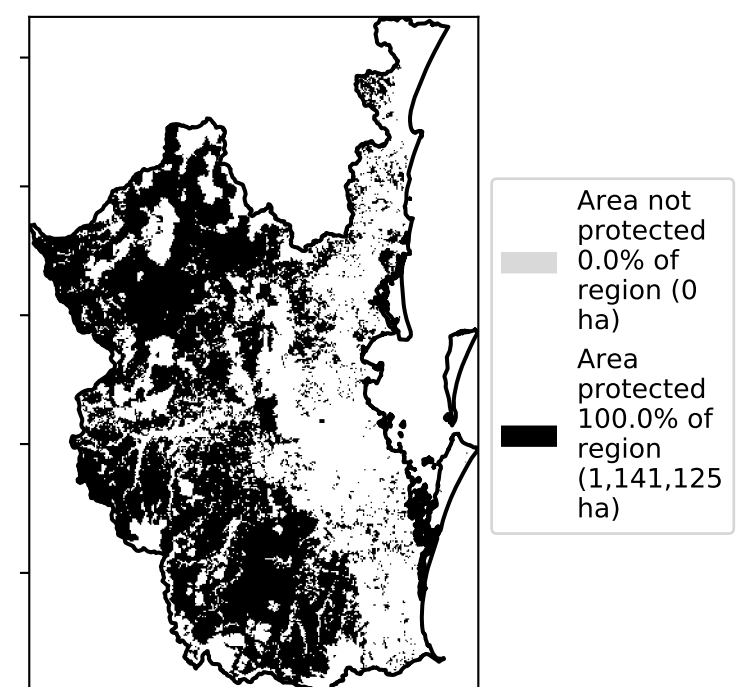 Area not
protected
0.0% of
region (0
ha)
Area
protected
100.0% of
region
(1,141,125
ha)